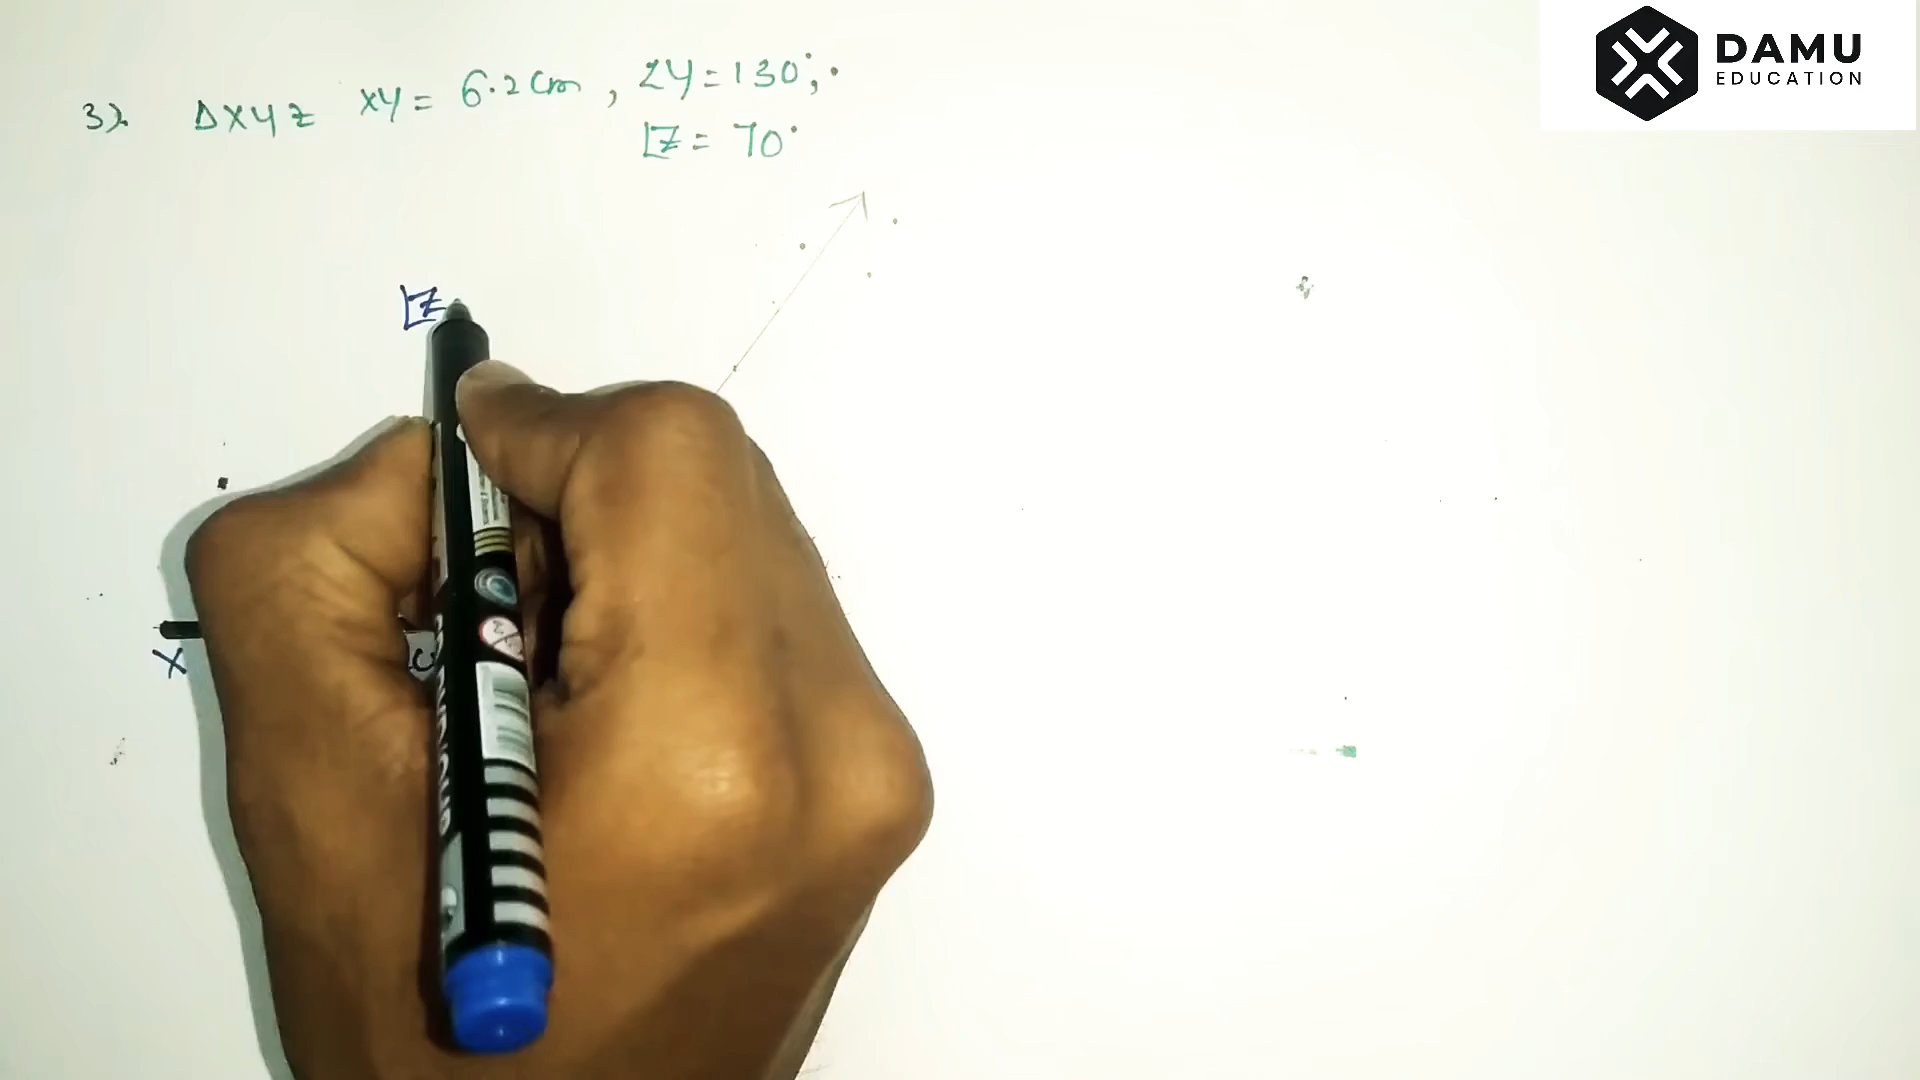 3). ΔXYZ XY = 6.2 cm, ∠Y = 130°,
∠Z = 70°
∠Z
X
DAMU
EDUCATION